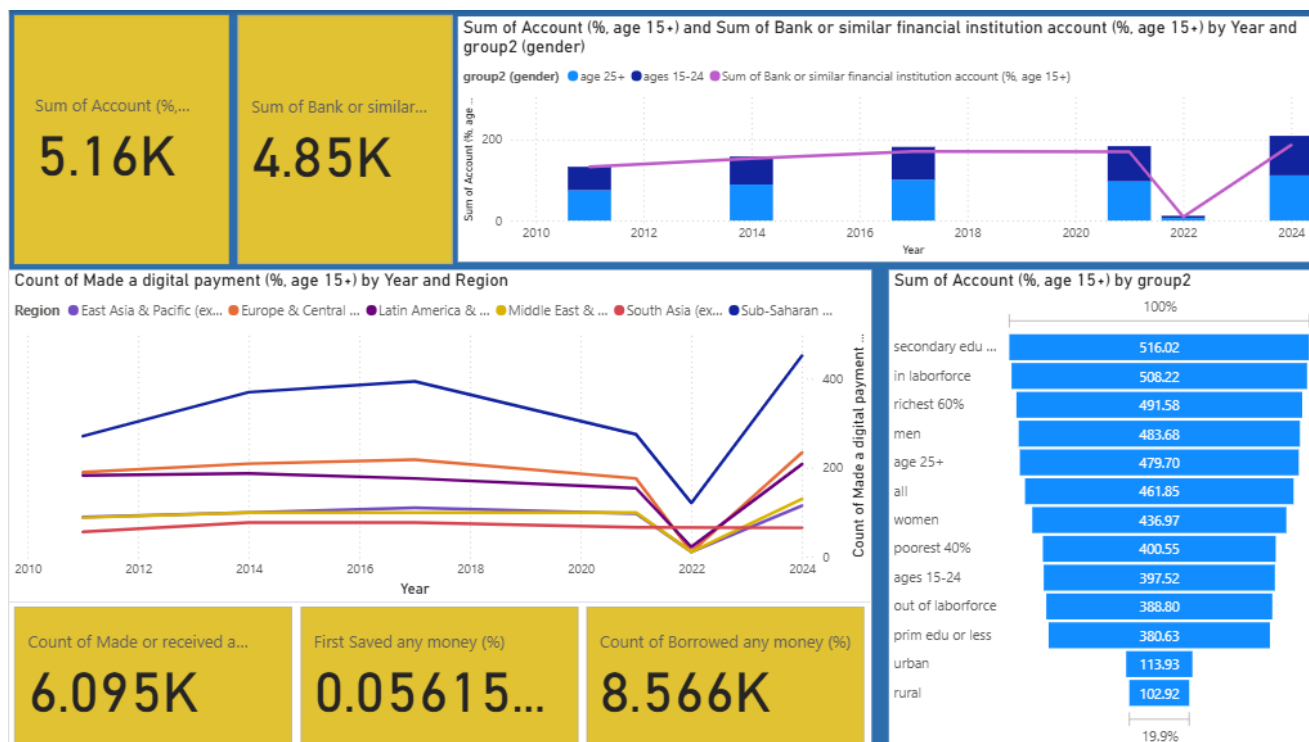 Sum of Account (%,...
5.16K
Sum of Bank or similar...
4.85K
Sum of Account (%, age 15+) and Sum of Bank or similar financial institution account (%, age 15+) by Year and
group2 (gender)
group2 (gender) age 25+ ages 15-24 Sum of Bank or similar financial institution account (%, age 15+)
Sum of Account (%, age ...
200
0
2010 2012 2014 2016 2018 2020 2022 2024
Year
Count of Made a digital payment (%, age 15+) by Year and Region
Region East Asia & Pacific (ex... Europe & Central ... Latin America & ... Middle East & ... South Asia (ex... Sub-Saharan ...
400
200
0
Count of Made a digital payment ...
2010 2012 2014 2016 2018 2020 2022 2024
Year
Sum of Account (%, age 15+) by group2
100%
secondary edu ... 516.02
in laborforce 508.22
richest 60% 491.58
men 483.68
age 25+ 479.70
all 461.85
women 436.97
poorest 40% 400.55
ages 15-24 397.52
out of laborforce 388.80
prim edu or less 380.63
urban 113.93
rural 102.92
19.9%
Count of Made or received a...
6.095K
First Saved any money (%)
0.05615...
Count of Borrowed any money (%)
8.566K